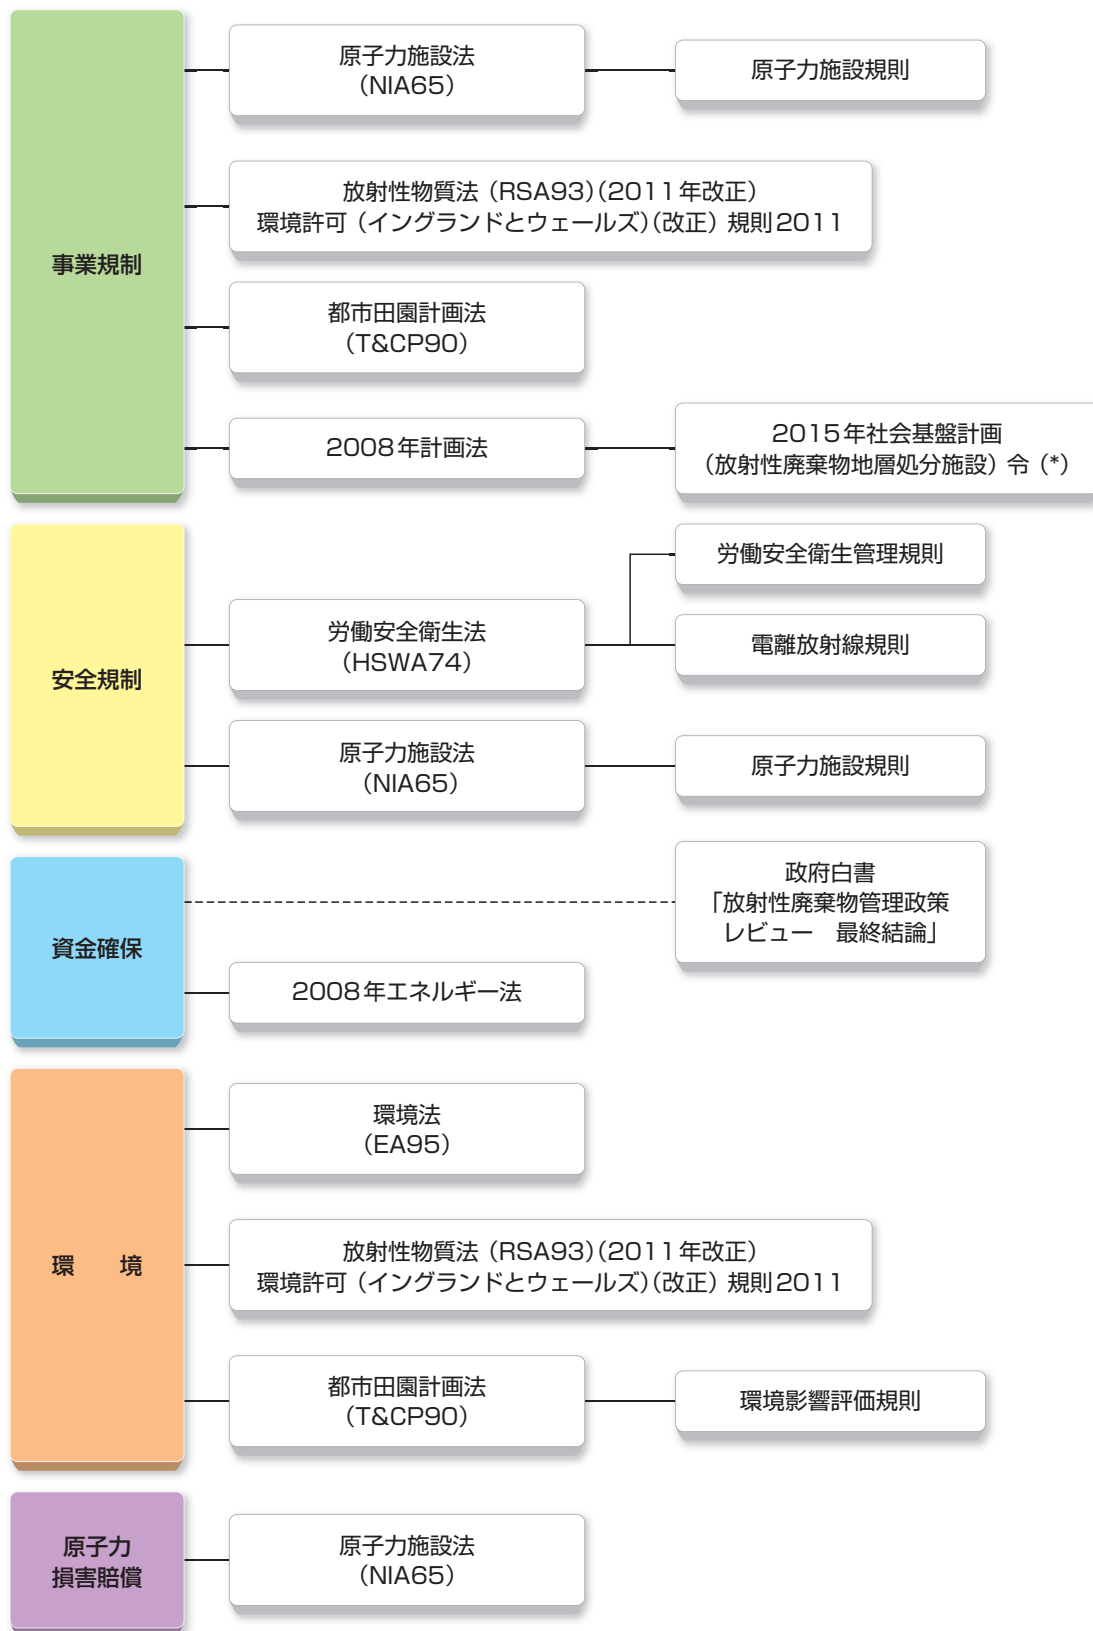 事業規制
原子力施設法
（NIA65）
原子力施設規則
放射性物質法（RSA93）（2011年改正）
環境許可（イングランドとウェールズ）（改正）規則2011
都市田園計画法
（T&CP90）
2008年計画法
2015年社会基盤計画
（放射性廃棄物地層処分施設）令（*）
安全規制
労働安全衛生法
（HSWA74）
労働安全衛生管理規則
電離放射線規則
原子力施設法
（NIA65）
原子力施設規則
資金確保
政府白書
「放射性廃棄物管理政策
レビュー　最終結論」
2008年エネルギー法
環　　境
環境法
（EA95）
放射性物質法（RSA93）（2011年改正）
環境許可（イングランドとウェールズ）（改正）規則2011
都市田園計画法
（T&CP90）
環境影響評価規則
原子力
損害賠償
原子力施設法
（NIA65）